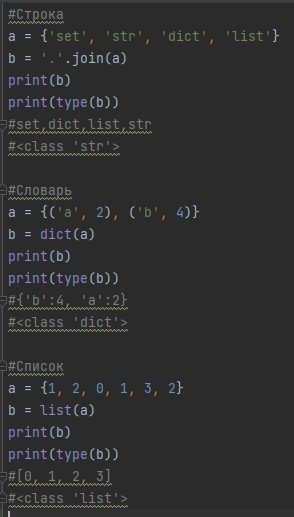 #Строка
a = {'set', 'str', 'dict', 'list'}
b = '.'.join(a)
print(b)
print(type(b))
#set,dict,list,str
#<class 'str'>
#Словарь
a = {('a', 2), ('b', 4)}
b = dict(a)
print(b)
print(type(b))
#{'b':4, 'a':2}
#<class 'dict'>
#Список
a = {1, 2, 0, 1, 3, 2}
b = list(a)
print(b)
print(type(b))
#[0, 1, 2, 3]
#<class 'list'>